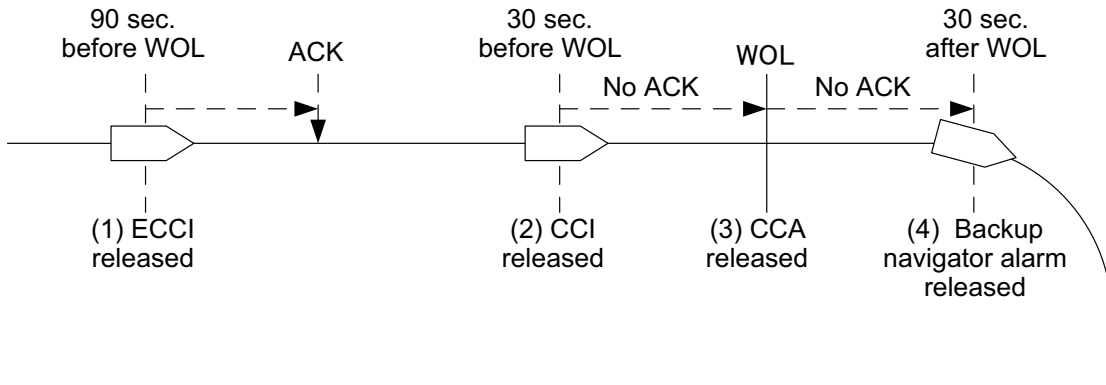 90 sec.
before WOL
ACK
30 sec.
before WOL
No ACK
WOL
No ACK
30 sec.
after WOL
(1) ECCI
released
(2) CCI
released
(3) CCA
released
(4) Backup
navigator alarm
released